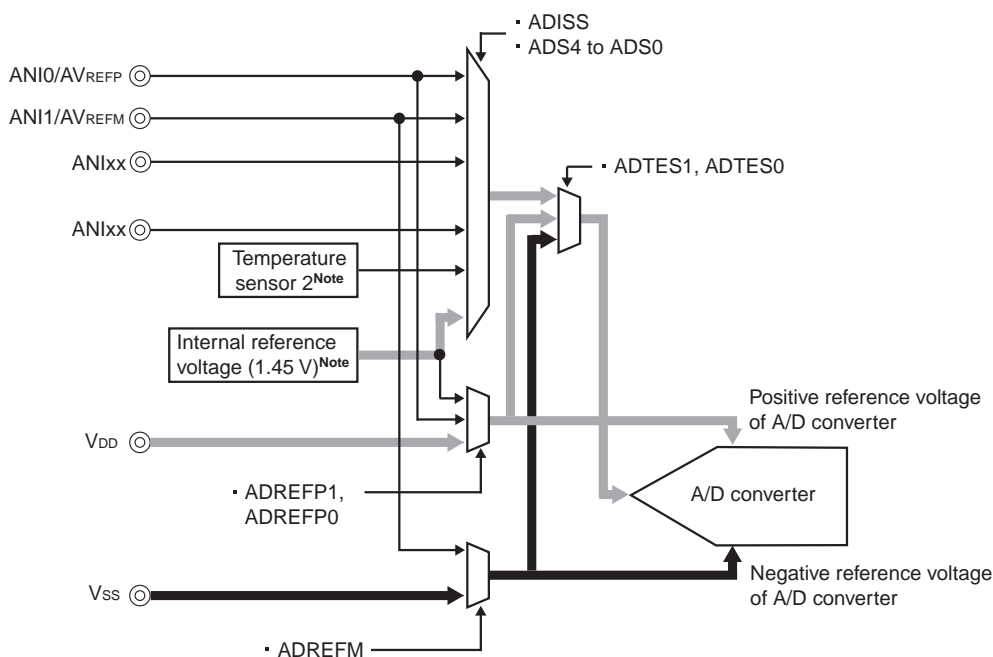 ▪ ADISS
▪ ADS4 to ADS0
ANI0/AVREFP
ANI1/AVREFM
ANIxx
▪ ADTES1, ADTES0
ANIxx
Temperature
sensor 2Note
Internal reference
voltage (1.45 V)Note
Positive reference voltage
of A/D converter
VDD
▪ ADREFP1,
ADREFP0
A/D converter
Negative reference voltage
of A/D converter
VSS
▪ ADREFM